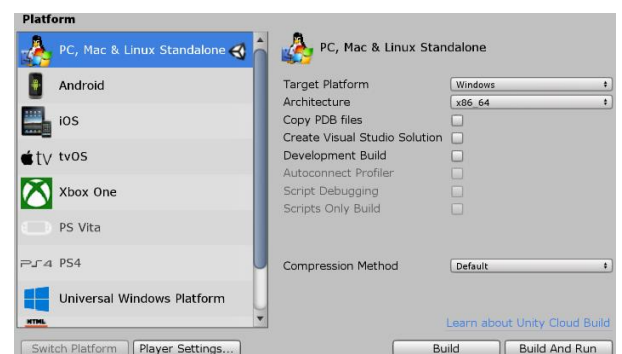 Platform
PC, Mac & Linux Standalone
Android
iOS
tv tvOS
Xbox One
PS Vita
PS4 PS4
Universal Windows Platform
HTML
PC, Mac & Linux Standalone
Target Platform Windows
Architecture x86_64
Copy PDB files
Create Visual Studio Solution
Development Build
Autoconnect Profiler
Script Debugging
Scripts Only Build
Compression Method Default
Learn about Unity Cloud Build
Switch Platform Player Settings... Build Build And Run